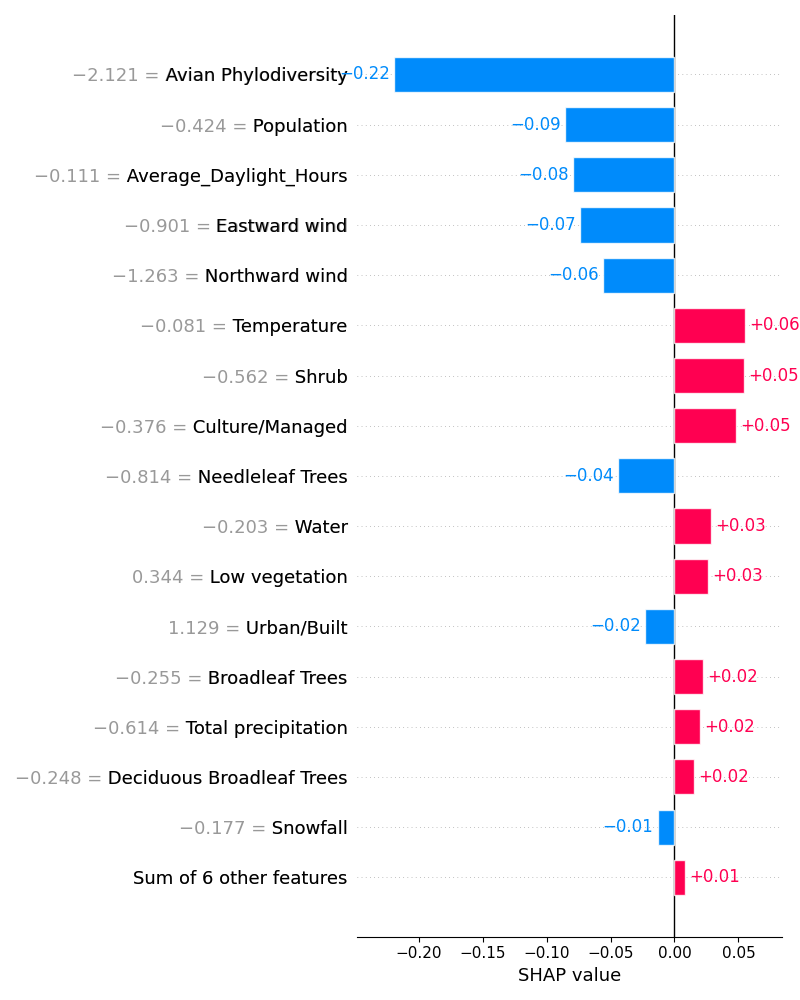 −2.121 = Avian Phylodiversity −0.22
−0.424 = Population −0.09
−0.111 = Average_Daylight_Hours −0.08
−0.901 = Eastward wind −0.07
−1.263 = Northward wind −0.06
−0.081 = Temperature +0.06
−0.562 = Shrub +0.05
−0.376 = Culture/Managed +0.05
−0.814 = Needleleaf Trees −0.04
−0.203 = Water +0.03
0.344 = Low vegetation +0.03
1.129 = Urban/Built −0.02
−0.255 = Broadleaf Trees +0.02
−0.614 = Total precipitation +0.02
−0.248 = Deciduous Broadleaf Trees +0.02
−0.177 = Snowfall −0.01
Sum of 6 other features +0.01
−0.20 −0.15 −0.10 −0.05 0.00 0.05
SHAP value